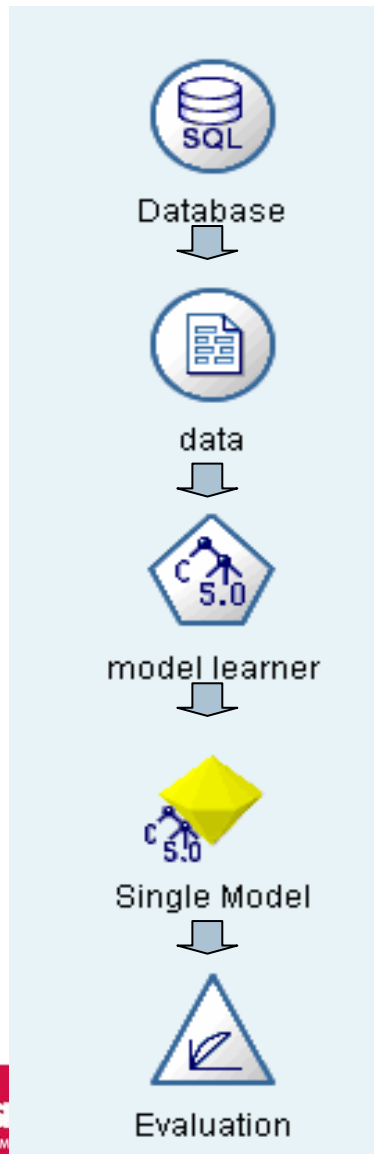 SQL
Database
data
C 5.0
model learner
C 5.0
Single Model
Evaluation